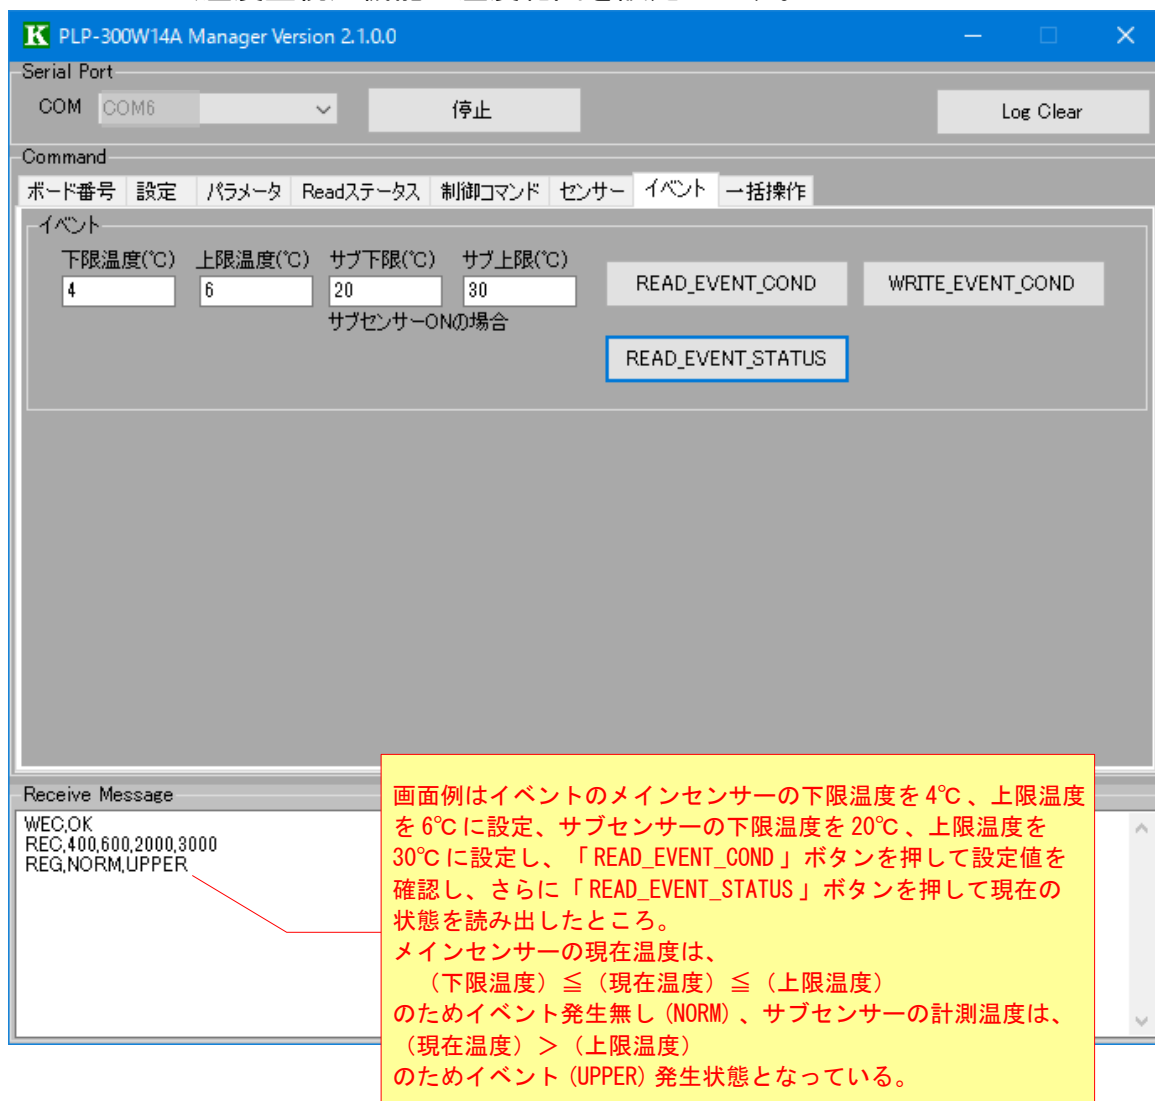 PLP-300W14A Manager Version 2.1.0.0
Serial Port
COM COM6 停止 Log Clear
Command
ボード番号 設定 パラメータ Readステータス 制御コマンド センサー イベント 一括操作
イベント
下限温度(℃) 上限温度(℃) サブ下限(℃) サブ上限(℃)
4 6 20 30 READ_EVENT_COND WRITE_EVENT_COND
サブセンサーONの場合
READ_EVENT_STATUS
Receive Message
WEC,OK
REC,400,600,2000,3000
REG,NORM,UPPER
画面例はイベントのメインセンサーの下限温度を4℃、上限温度
を6℃に設定、サブセンサーの下限温度を20℃、上限温度を
30℃に設定し、「READ_EVENT_COND」ボタンを押して設定値を
確認し、さらに「READ_EVENT_STATUS」ボタンを押して現在の
状態を読み出したところ。
メインセンサーの現在温度は、
(下限温度)≦(現在温度)≦(上限温度)
のためイベント発生無し(NORM)、サブセンサーの計測温度は、
(現在温度)>(上限温度)
のためイベント(UPPER)発生状態となっている。